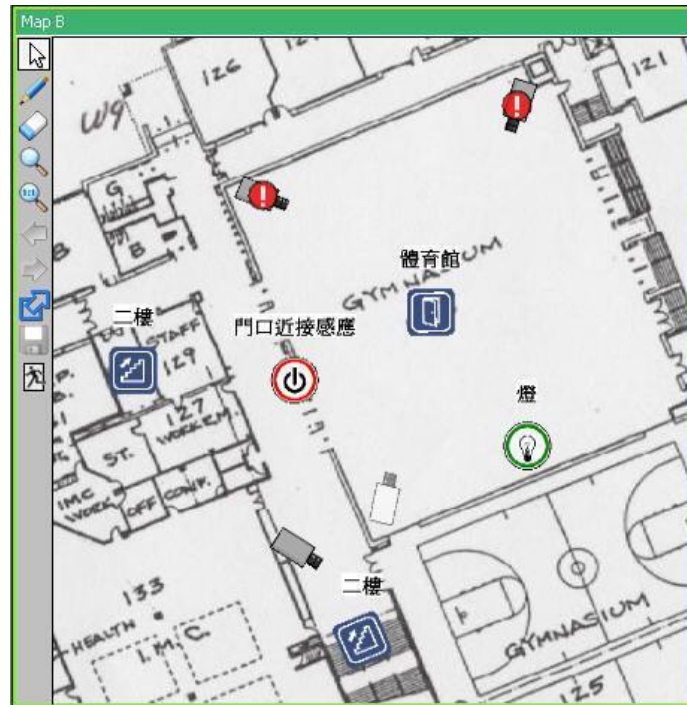 Map B
126
121
W9
G
B
B
體育館
GYMNASIUM
二樓
門口近接感應
STAFF
129
燈
127
WORK RM.
ST.
IMC
WORK
OFF
CONF.
133
二樓
HEALTH
I.M.C.
GYMNASIUM
125